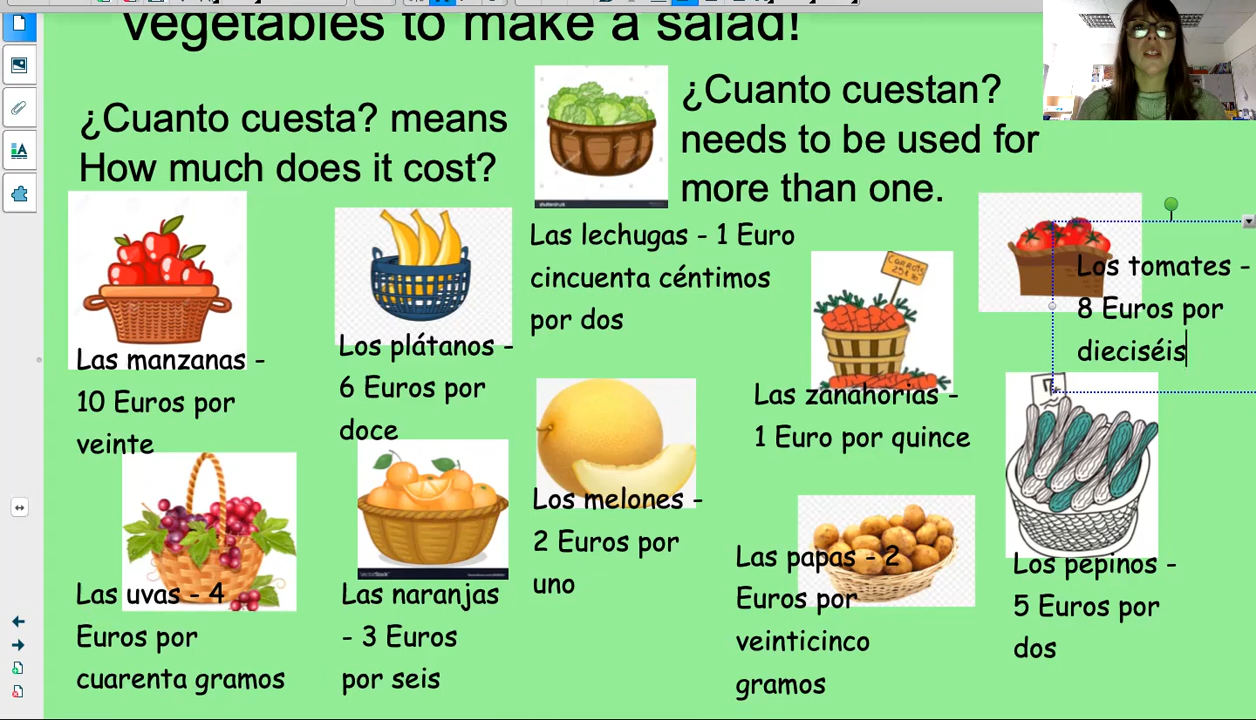 vegetables to make a salad!
¿Cuanto cuesta? means
How much does it cost?
¿Cuanto cuestan?
needs to be used for
more than one.
Las manzanas -
10 Euros por
veinte
Los plátanos -
6 Euros por
doce
Las lechugas - 1 Euro
cincuenta céntimos
por dos
CARROTS
Las zanahorias -
1 Euro por quince
Los tomates -
8 Euros por
dieciséis
Las uvas - 4
Euros por
cuarenta gramos
Las naranjas
- 3 Euros
por seis
Los melones -
2 Euros por
uno
Las papas - 2
Euros por
veinticinco
gramos
Los pepinos -
5 Euros por
dos
shutterstock
VectorStock